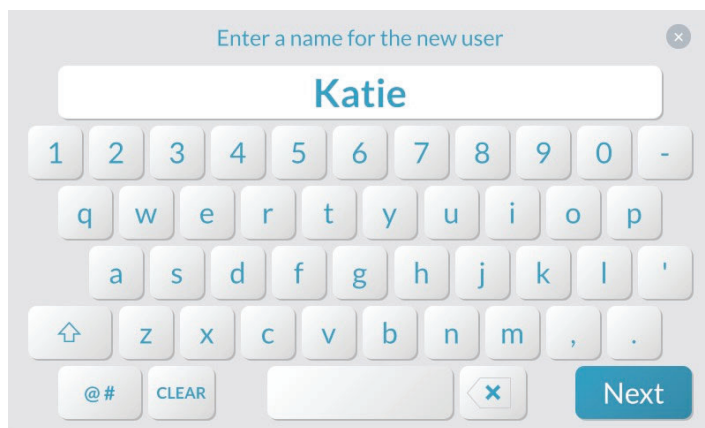 Enter a name for the new user
Katie
1 2 3 4 5 6 7 8 9 0 -
q w e r t y u i o p
a s d f g h j k l '
z x c v b n m , .
@# CLEAR Next